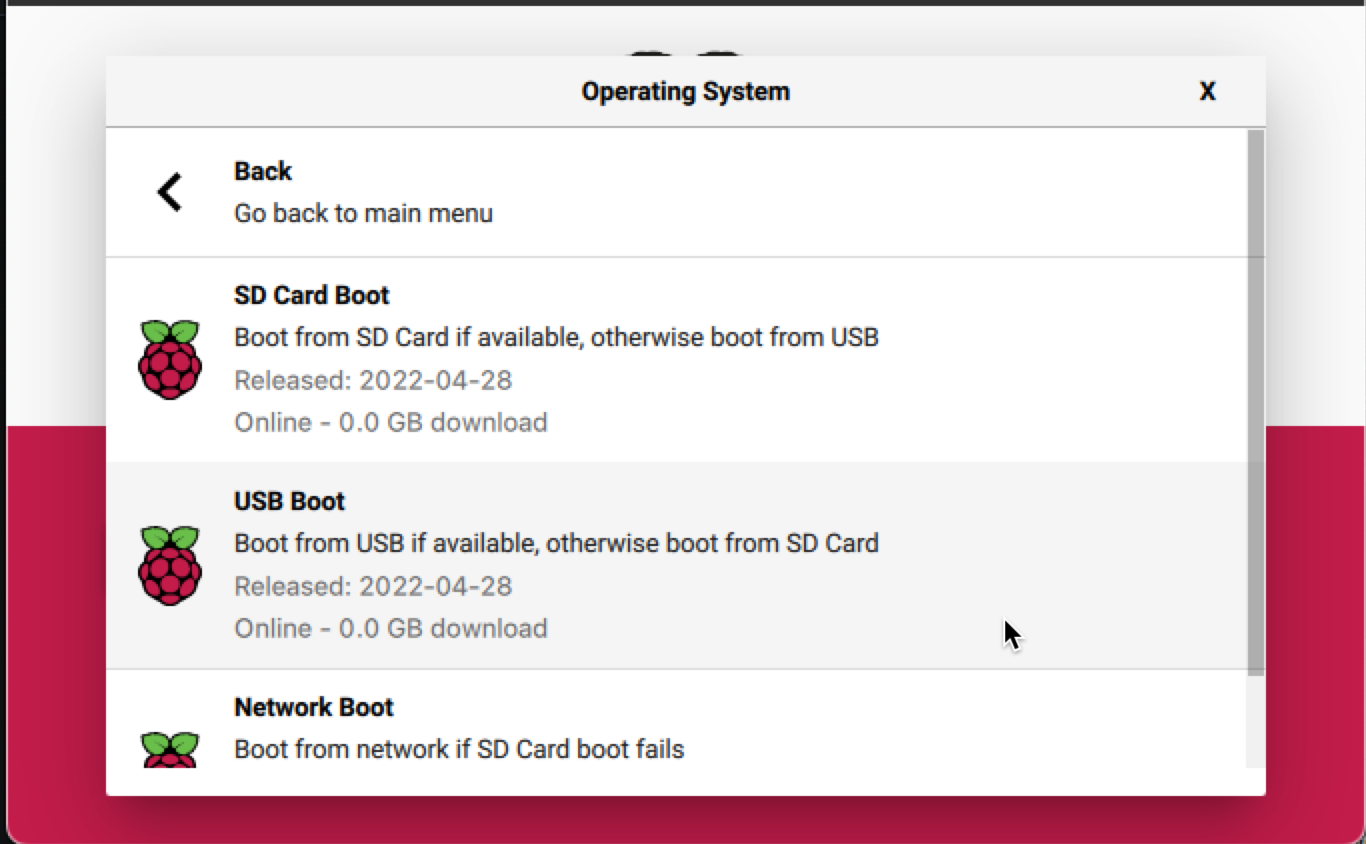 Operating System
X
Back
Go back to main menu
SD Card Boot
Boot from SD Card if available, otherwise boot from USB
Released: 2022-04-28
Online - 0.0 GB download
USB Boot
Boot from USB if available, otherwise boot from SD Card
Released: 2022-04-28
Online - 0.0 GB download
Network Boot
Boot from network if SD Card boot fails